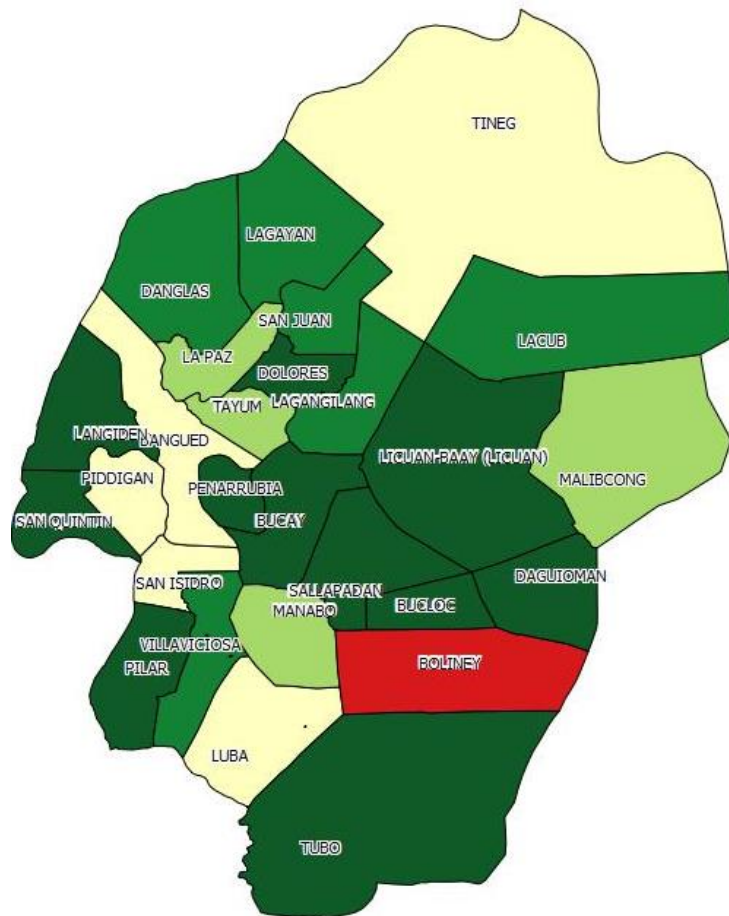 TINEG
LAGAYAN
DANGLAS
SAN JUAN
LACUB
LA PAZ
DOLORES
TAYUM
LAGANGILANG
LANGIDEN
BANGUED
LICUAN-BAAY (LICUAN)
MALIBCONG
PIDDIGAN
PENARRUBIA
SAN QUINTIN
BUCAY
SAN ISIDRO
SALLAPADAN
DAGUIOMAN
MANABO
BUCLOC
VILLAVICIOSA
PILAR
BOLINEY
LUBA
TUBO